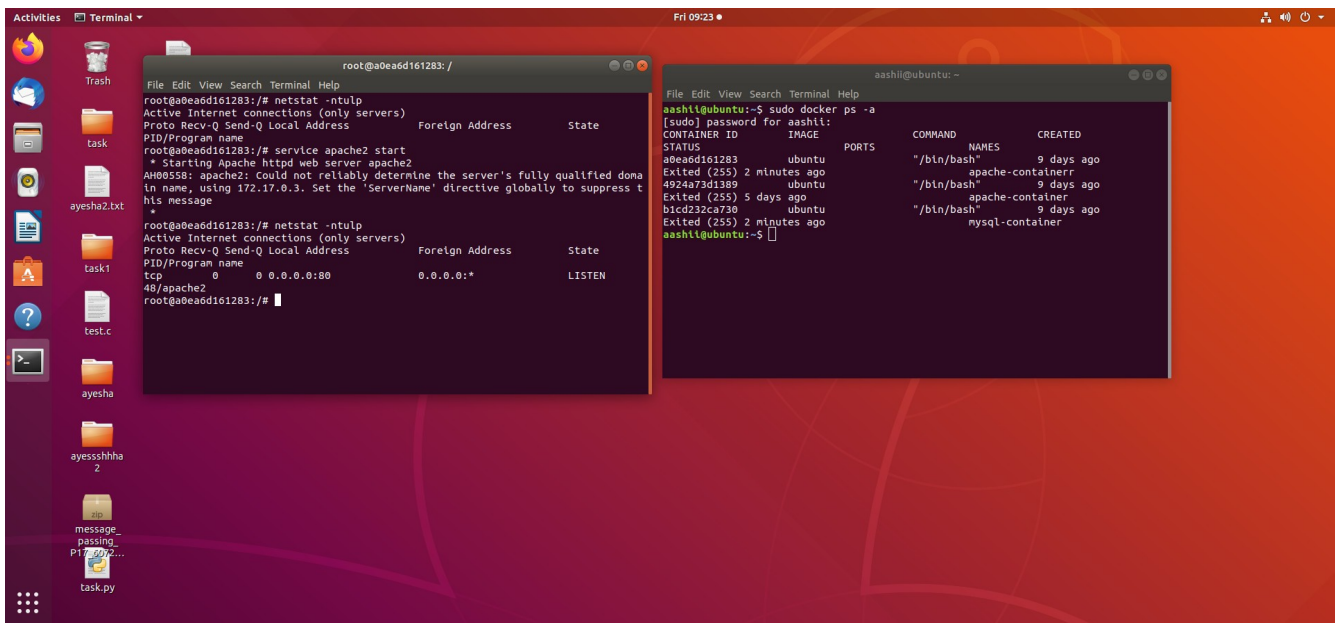 Activities Terminal Fri 09:23
Trash
task
ayesha2.txt
task1
test.c
ayesha
ayessshhha
2
zip
message_
passing_
P17_6072...
task.py
root@a0ea6d161283: /
File Edit View Search Terminal Help
root@a0ea6d161283:/# netstat -ntulp
Active Internet connections (only servers)
Proto Recv-Q Send-Q Local Address Foreign Address State
PID/Program name
root@a0ea6d161283:/# service apache2 start
* Starting Apache httpd web server apache2
AH00558: apache2: Could not reliably determine the server's fully qualified doma
in name, using 172.17.0.3. Set the 'ServerName' directive globally to suppress t
his message
*
root@a0ea6d161283:/# netstat -ntulp
Active Internet connections (only servers)
Proto Recv-Q Send-Q Local Address Foreign Address State
PID/Program name
tcp 0 0 0.0.0.0:80 0.0.0.0:* LISTEN
48/apache2
root@a0ea6d161283:/#
aashii@ubuntu: ~
File Edit View Search Terminal Help
aashii@ubuntu:~$ sudo docker ps -a
[sudo] password for aashii:
CONTAINER ID IMAGE COMMAND CREATED
STATUS PORTS NAMES
a0ea6d161283 ubuntu "/bin/bash" 9 days ago
Exited (255) 2 minutes ago apache-containerr
4924a73d1389 ubuntu "/bin/bash" 9 days ago
Exited (255) 5 days ago apache-container
b1cd232ca730 ubuntu "/bin/bash" 9 days ago
Exited (255) 2 minutes ago mysql-container
aashii@ubuntu:~$